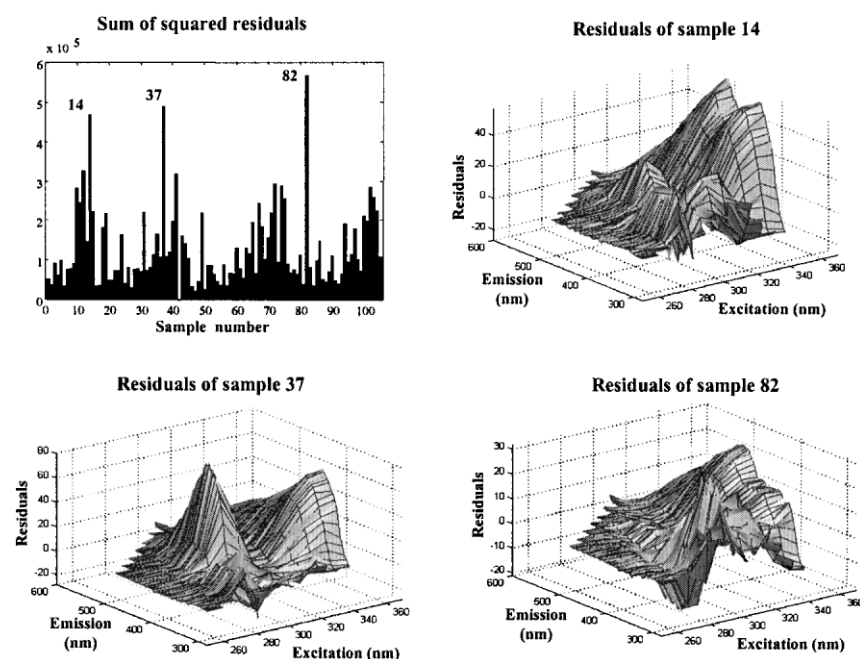 Sum of squared residuals
x 10 5
6
5
4
3
2
1
0
14
37
82
0 10 20 30 40 50 60 70 80 90 100
Sample number
Residuals of sample 14
Residuals
40
20
0
-20
600
500
400
300
Emission
(nm)
260 280 300 320 340 360
Excitation (nm)
Residuals of sample 37
Residuals
80
60
40
20
0
-20
600
500
400
300
Emission
(nm)
260 280 300 320 340 360
Excitation (nm)
Residuals of sample 82
Residuals
30
20
10
0
-10
-20
600
500
400
300
Emission
(nm)
260 280 300 320 340 360
Excitation (nm)